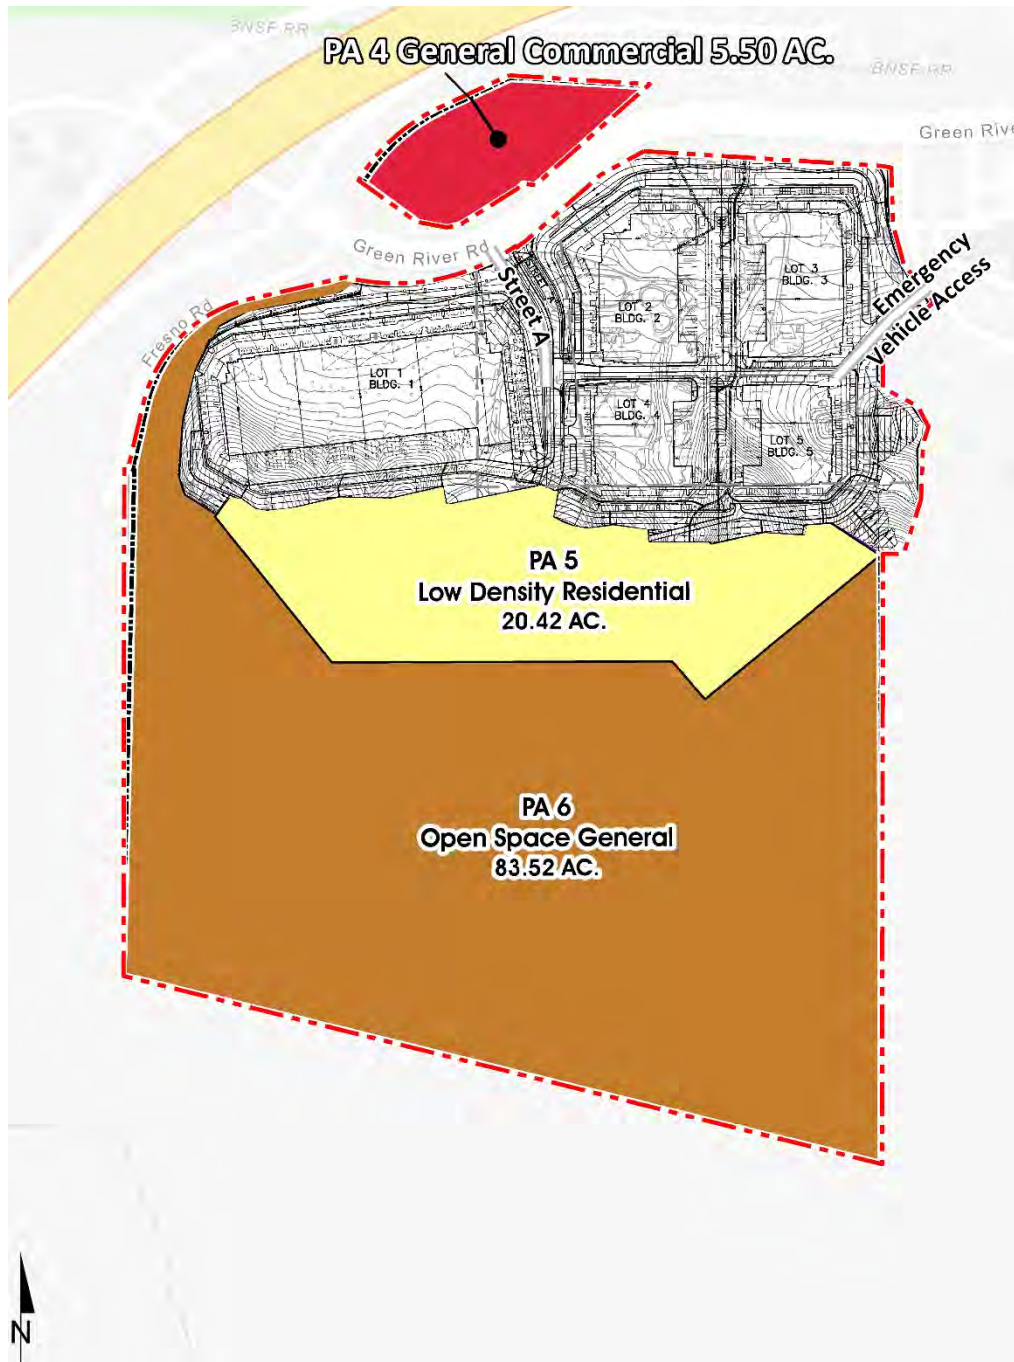 BNSF RR
PA 4 General Commercial 5.50 AC.
BNSF RR
Green Rive
Green River Rd
Street A
Emergency
Vehicle Access
Fresno Rd
LOT 1
BLDG. 1
LOT 2
BLDG. 2
LOT 3
BLDG. 3
LOT 4
BLDG. 4
LOT 5
BLDG. 5
PA 5
Low Density Residential
20.42 AC.
PA 6
Open Space General
83.52 AC.
N